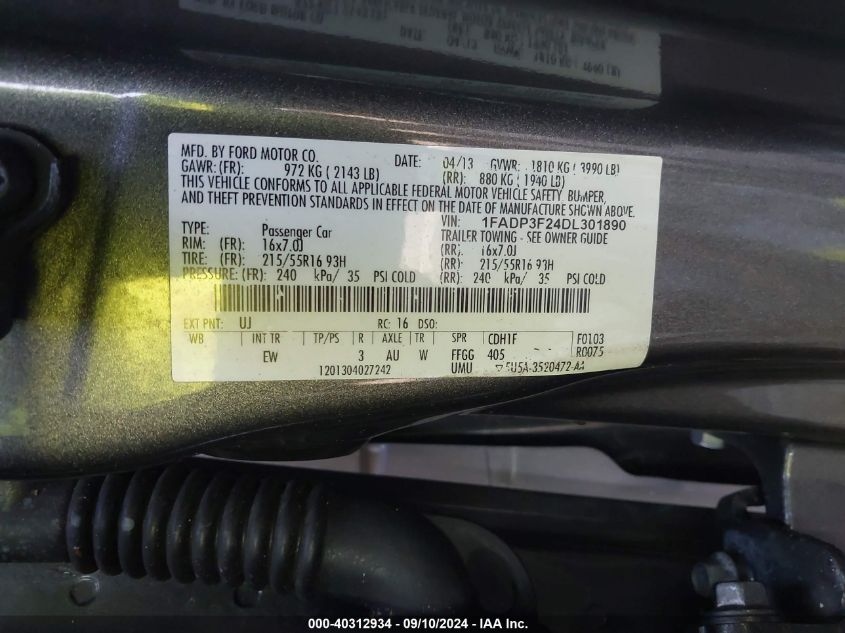 MFD. BY FORD MOTOR CO. DATE: 04/13 GVWR: 1810 KG ( 3990 LB)
GAWR: (FR): 972 KG ( 2143 LB) (RR): 880 KG ( 1940 LB)
THIS VEHICLE CONFORMS TO ALL APPLICABLE FEDERAL MOTOR VEHICLE SAFETY, BUMPER,
AND THEFT PREVENTION STANDARDS IN EFFECT ON THE DATE OF MANUFACTURE SHOWN ABOVE.
VIN: 1FADP3F24DL301890
TYPE: Passenger Car TRAILER TOWING - SEE OWNER GUIDE
RIM: (FR): 16x7.0J (RR): 16x7.0J
TIRE: (FR): 215/55R16 93H (RR): 215/55R16 93H
PRESSURE: (FR): 240 kPa/ 35 PSI COLD (RR): 240 kPa/ 35 PSI COLD
EXT PNT: UJ RC: 16 DSO:
WB INT TR TP/PS R AXLE TR SPR CDH1F F0103
EW 3 AU W FFGG 405 R0075
1201304027242 UMU 5U5A-3520472-AA
000-40312934 - 09/10/2024 - IAA Inc.